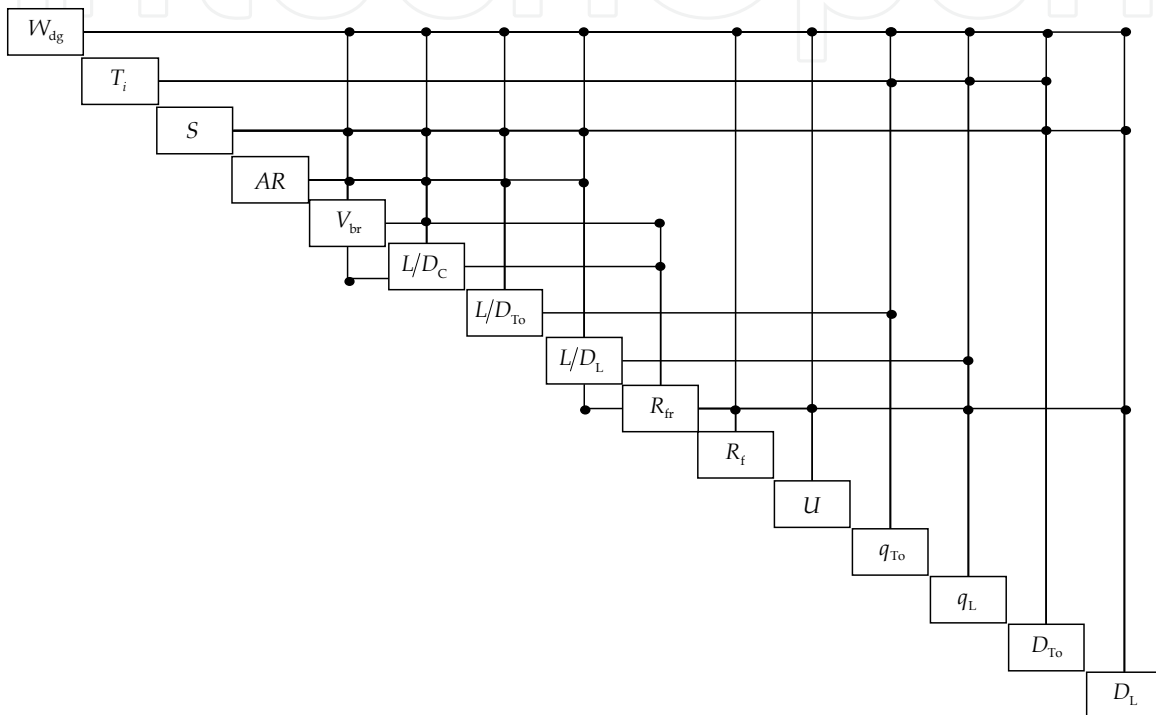 W_dg
T_i
S
AR
V_br
L/D_C
L/D_To
L/D_L
R_fr
R_f
U
q_To
q_L
D_To
D_L